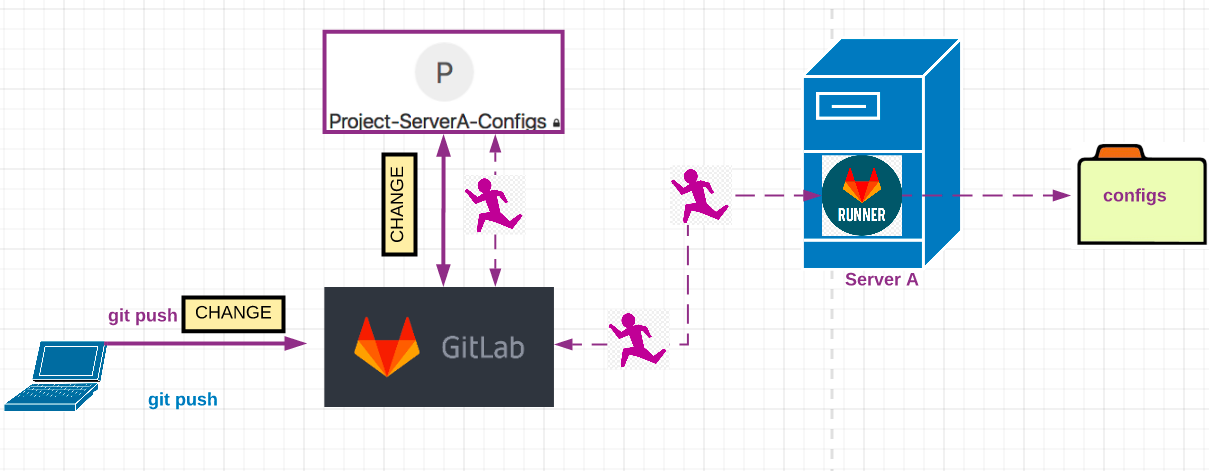 P
Project-ServerA-Configs
CHANGE
git push
CHANGE
GitLab
git push
RUNNER
Server A
configs